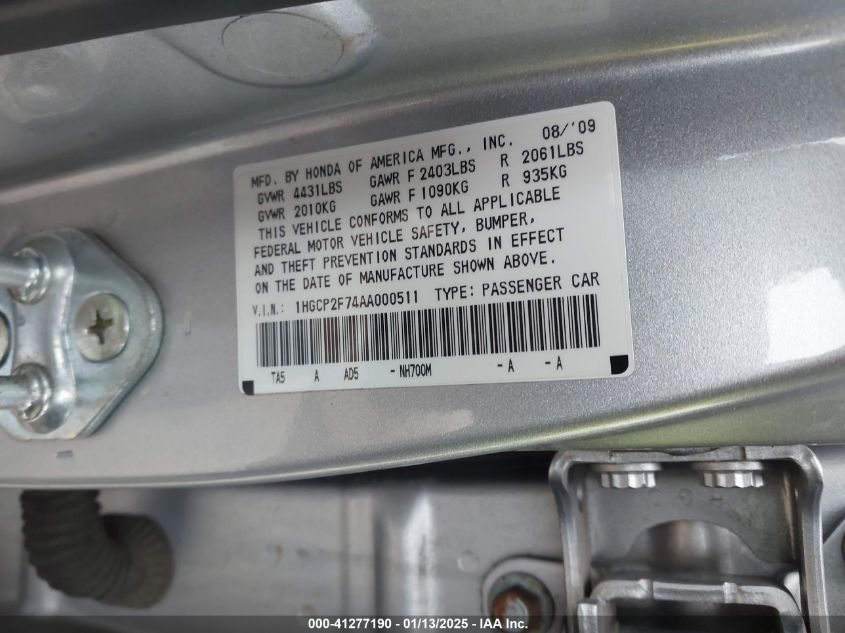 MFD. BY HONDA OF AMERICA MFG., INC. 08/'09
GVWR 4431LBS GAWR F 2403LBS R 2061LBS
GVWR 2010KG GAWR F 1090KG R 935KG
THIS VEHICLE CONFORMS TO ALL APPLICABLE
FEDERAL MOTOR VEHICLE SAFETY, BUMPER,
AND THEFT PREVENTION STANDARDS IN EFFECT
ON THE DATE OF MANUFACTURE SHOWN ABOVE.
V.I.N.: 1HGCP2F74AA000511 TYPE: PASSENGER CAR
TA5 A AD5 - NH700M - A - A
000-41277190 - 01/13/2025 - IAA Inc.